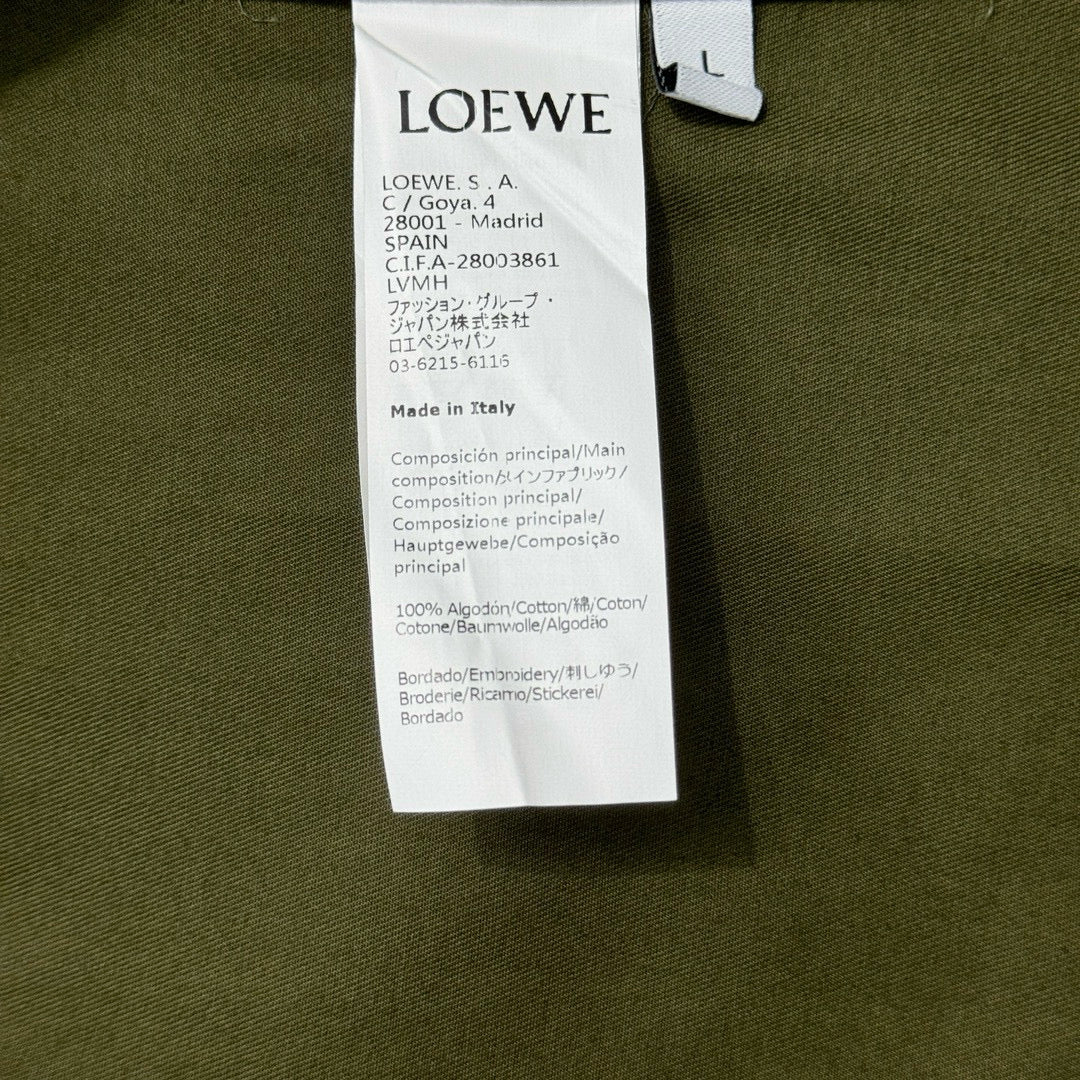 LOEWE
L
LOEWE. S . A.
C / Goya. 4
28001 - Madrid
SPAIN
C.I.F.A-28003861
LVMH
ファッション・グループ・
ジャパン株式会社
ロエベジャパン
03-6215-6116
Made in Italy
Composición principal/Main
composition/メインファブリック/
Composition principal/
Composizione principale/
Hauptgewebe/Composição
principal
100% Algodón/Cotton/綿/Coton/
Cotone/Baumwolle/Algodão
Bordado/Embroidery/刺しゆう/
Broderie/Ricamo/Stickerei/
Bordado